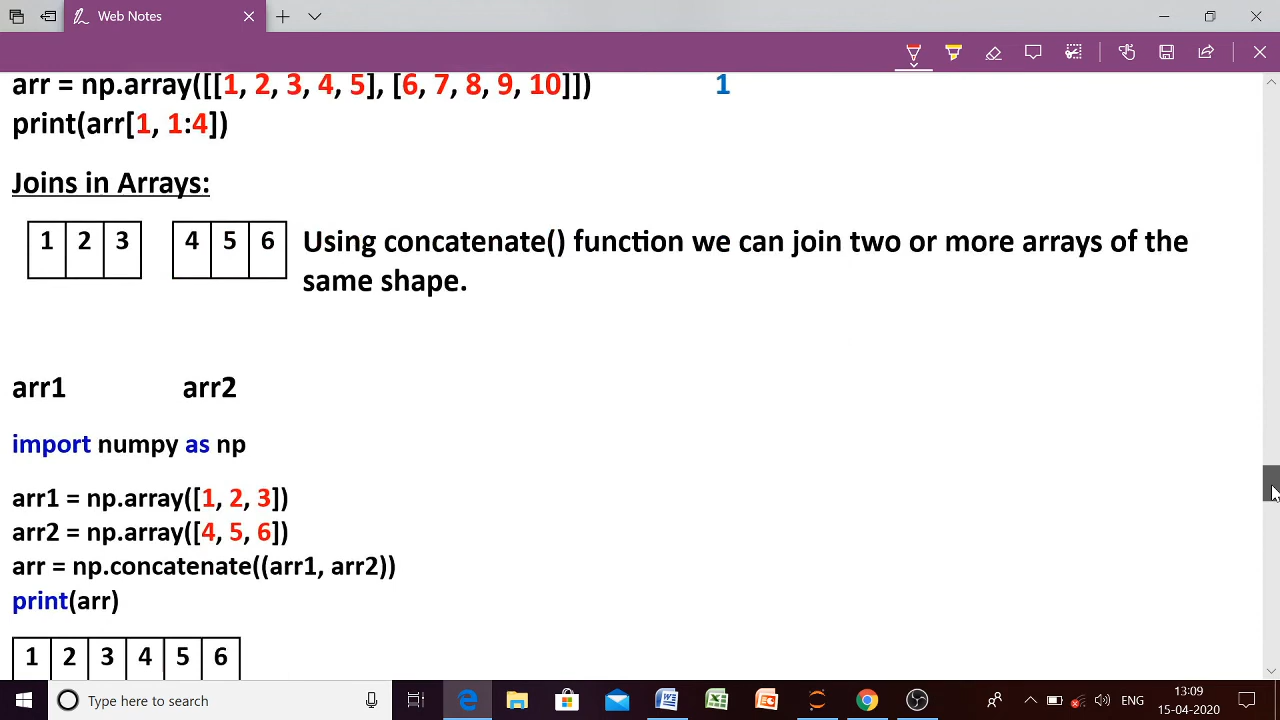 Web Notes
arr = np.array([[1, 2, 3, 4, 5], [6, 7, 8, 9, 10]]) 1
print(arr[1, 1:4])
Joins in Arrays:
1 2 3 4 5 6 Using concatenate() function we can join two or more arrays of the
same shape.
arr1 arr2
import numpy as np
arr1 = np.array([1, 2, 3])
arr2 = np.array([4, 5, 6])
arr = np.concatenate((arr1, arr2))
print(arr)
1 2 3 4 5 6
Type here to search
ENG
13:09
15-04-2020